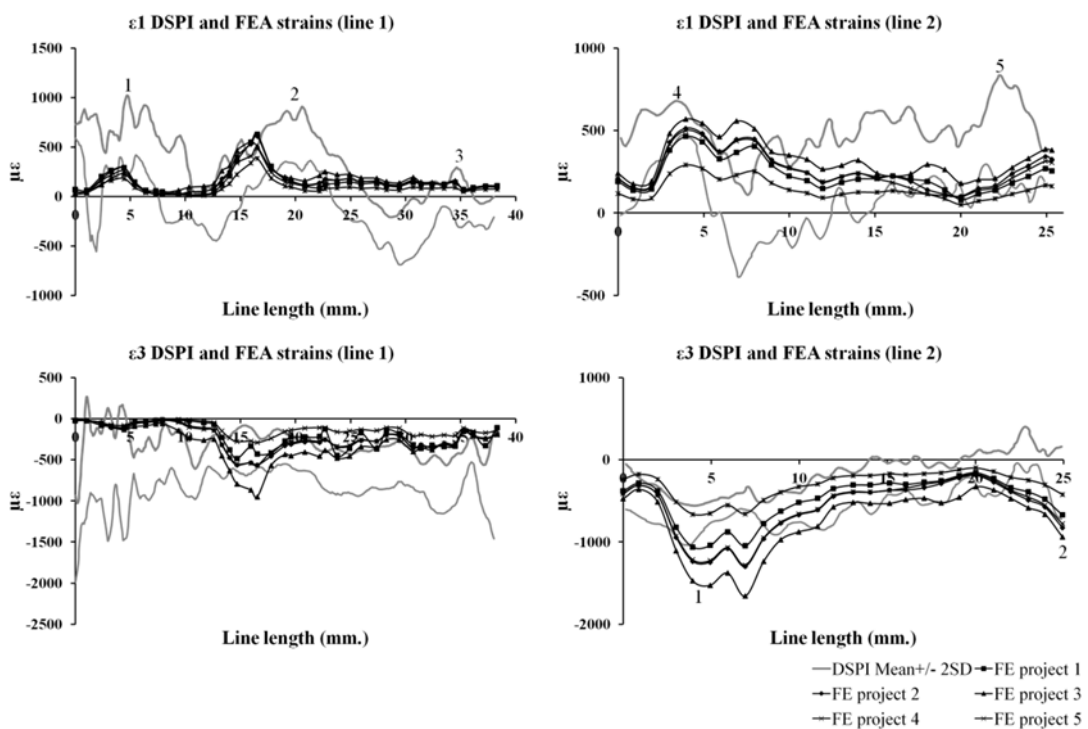 ε1 DSPI and FEA strains (line 1)
1500
1000
500
0
-500
-1000
με
0 5 10 15 20 25 30 35 40
1
2
3
Line length (mm.)
ε1 DSPI and FEA strains (line 2)
1000
500
0
-500
με
0 5 10 15 20 25
4
5
Line length (mm.)
ε3 DSPI and FEA strains (line 1)
500
0
-500
-1000
-1500
-2000
-2500
με
0 5 10 15 20 25 30 35 40
Line length (mm.)
ε3 DSPI and FEA strains (line 2)
1000
0
-1000
-2000
με
0 5 10 15 20 25
1
2
Line length (mm.)
DSPI Mean+/- 2SD FE project 1
FE project 2 FE project 3
FE project 4 FE project 5